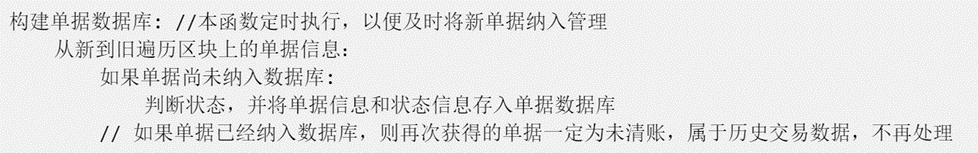 构建单据数据库: //本函数定时执行，以便及时将新单据纳入管理
从新到旧遍历区块上的单据信息:
如果单据尚未纳入数据库:
判断状态，并将单据信息和状态信息存入单据数据库
// 如果单据已经纳入数据库，则再次获得的单据一定为未清账，属于历史交易数据，不再处理